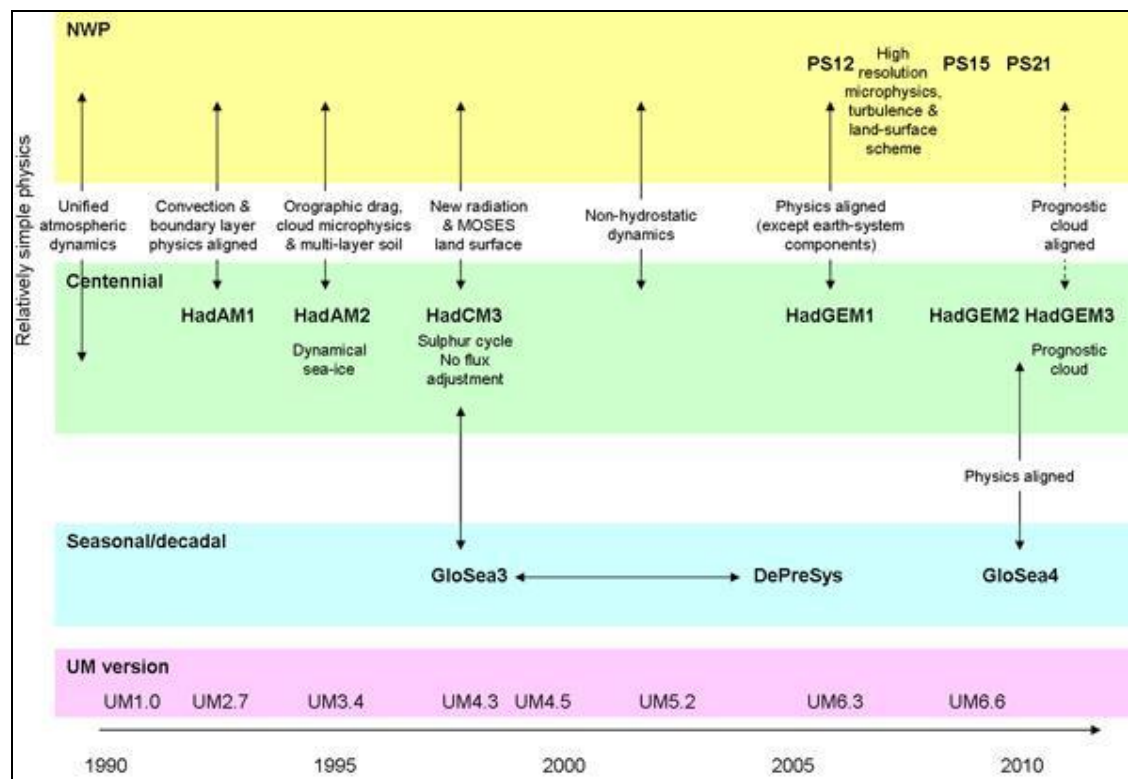 NWP
PS12
High
resolution
microphysics,
turbulence &
land-surface
scheme
PS15
PS21
Relatively simple physics
Unified
atmospheric
dynamics
Convection &
boundary layer
physics aligned
Orographic drag,
cloud microphysics
& multi-layer soil
New radiation
& MOSES
land surface
Non-hydrostatic
dynamics
Physics aligned
(except earth-system
components)
Prognostic
cloud
aligned
Centennial
HadAM1
HadAM2
Dynamical
sea-ice
HadCM3
Sulphur cycle
No flux
adjustment
HadGEM1
HadGEM2
HadGEM3
Prognostic
cloud
Physics aligned
Seasonal/decadal
GloSea3
DePreSys
GloSea4
UM version
UM1.0
UM2.7
UM3.4
UM4.3
UM4.5
UM5.2
UM6.3
UM6.6
1990
1995
2000
2005
2010